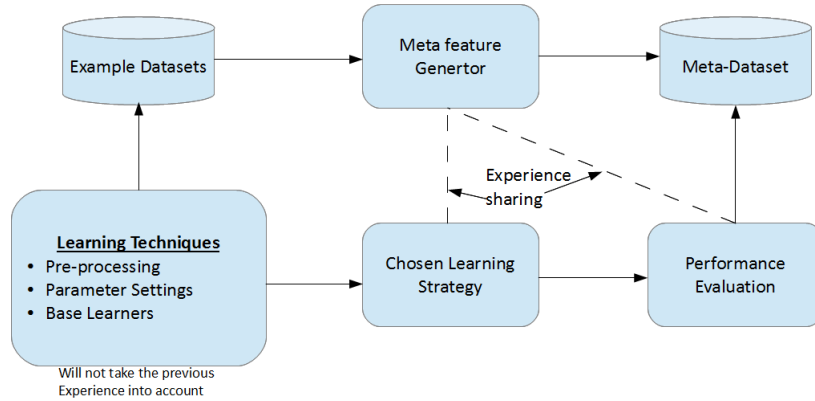 Example Datasets
Meta feature
Genertor
Meta-Dataset
Experience
sharing
Learning Techniques
• Pre-processing
• Parameter Settings
• Base Learners
Chosen Learning
Strategy
Performance
Evaluation
Will not take the previous
Experience into account